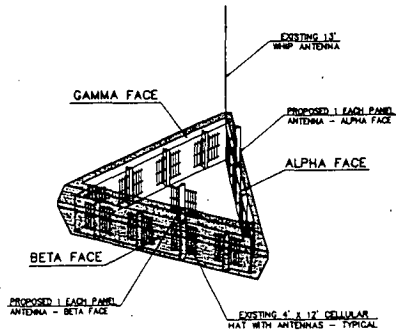 EXISTING 13'
WHIP ANTENNA
GAMMA FACE
PROPOSED 1 EACH PANEL
ANTENNA - ALPHA FACE
ALPHA FACE
BETA FACE
PROPOSED 1 EACH PANEL
ANTENNA - BETA FACE
EXISTING 4' X 12' CELLULAR
HAT WITH ANTENNAS - TYPICAL